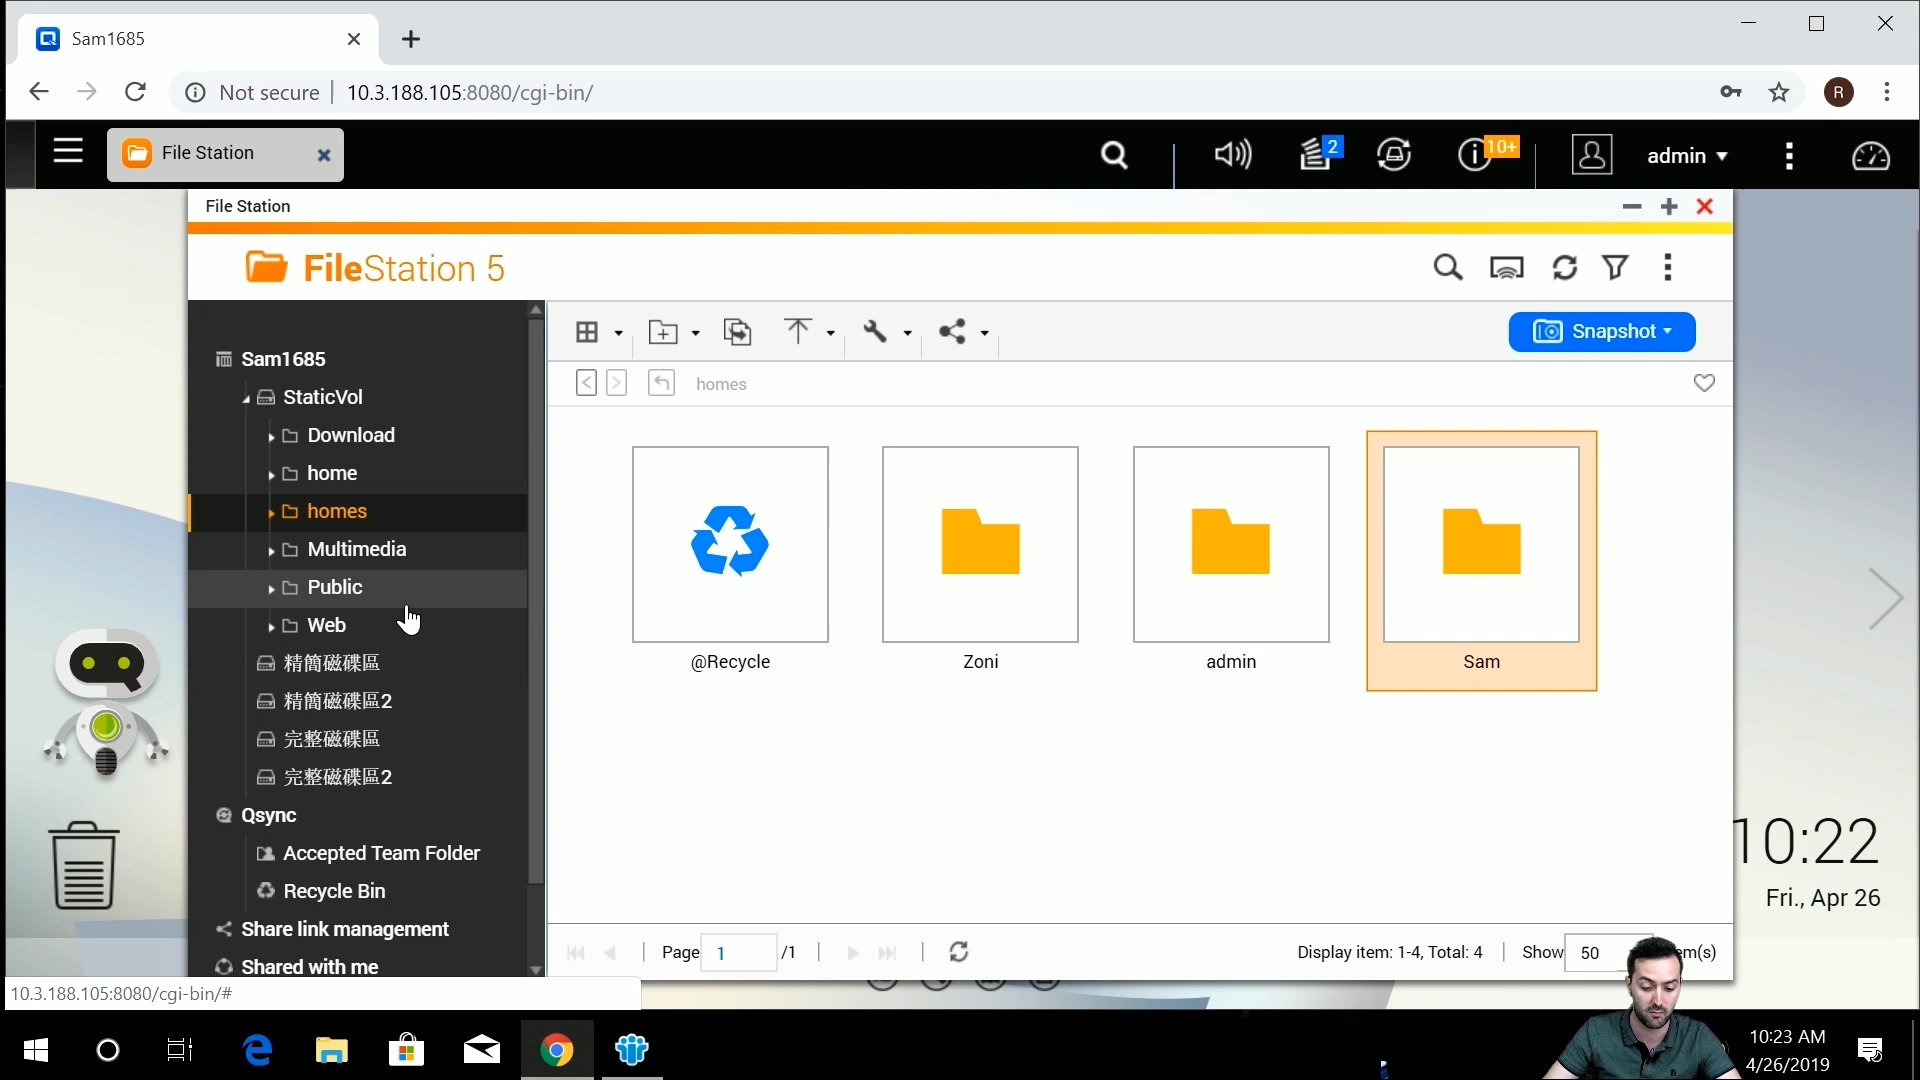 Sam1685
Not secure
10.3.188.105:8080/cgi-bin/
R
File Station
2
10+
admin
File Station
FileStation 5
Snapshot
homes
Sam1685
StaticVol
Download
home
homes
Multimedia
Public
Web
精簡磁碟區
精簡磁碟區2
完整磁碟區
完整磁碟區2
Qsync
Accepted Team Folder
Recycle Bin
Share link management
Shared with me
@Recycle
Zoni
admin
Sam
10:22
Fri., Apr 26
Page 1 /1
Display item: 1-4, Total: 4
Show 50 em(s)
10.3.188.105:8080/cgi-bin/#
10:23 AM
4/26/2019